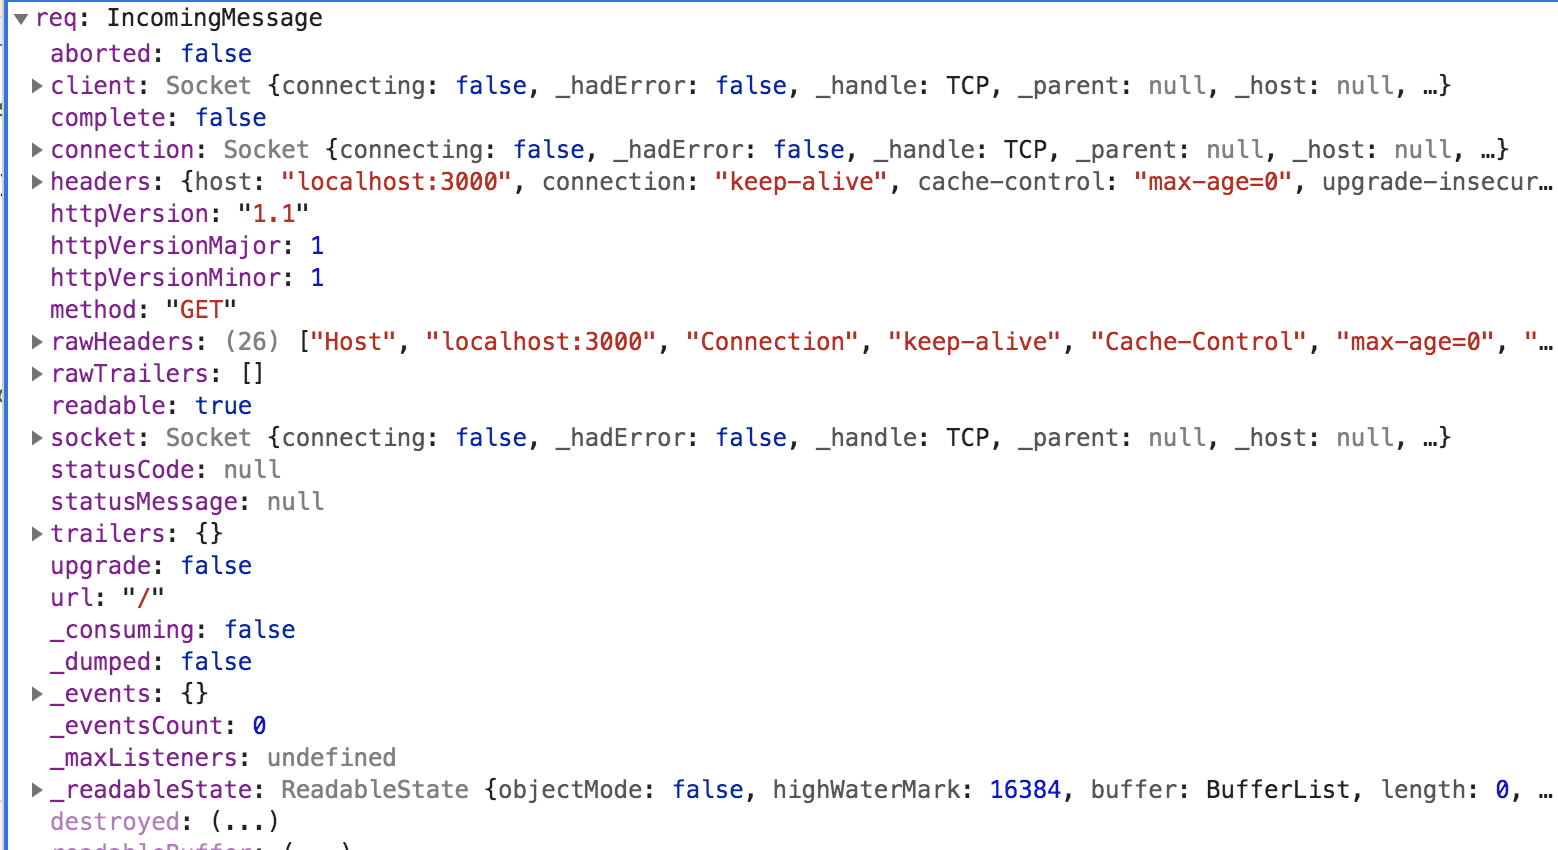 req: IncomingMessage
aborted: false
client: Socket {connecting: false, _hadError: false, _handle: TCP, _parent: null, _host: null, …}
complete: false
connection: Socket {connecting: false, _hadError: false, _handle: TCP, _parent: null, _host: null, …}
headers: {host: "localhost:3000", connection: "keep-alive", cache-control: "max-age=0", upgrade-insecur…
httpVersion: "1.1"
httpVersionMajor: 1
httpVersionMinor: 1
method: "GET"
rawHeaders: (26) ["Host", "localhost:3000", "Connection", "keep-alive", "Cache-Control", "max-age=0", "…
rawTrailers: []
readable: true
socket: Socket {connecting: false, _hadError: false, _handle: TCP, _parent: null, _host: null, …}
statusCode: null
statusMessage: null
trailers: {}
upgrade: false
url: "/"
_consuming: false
_dumped: false
_events: {}
_eventsCount: 0
_maxListeners: undefined
_readableState: ReadableState {objectMode: false, highWaterMark: 16384, buffer: BufferList, length: 0, …
destroyed: (...)
readableBuffer: (...)